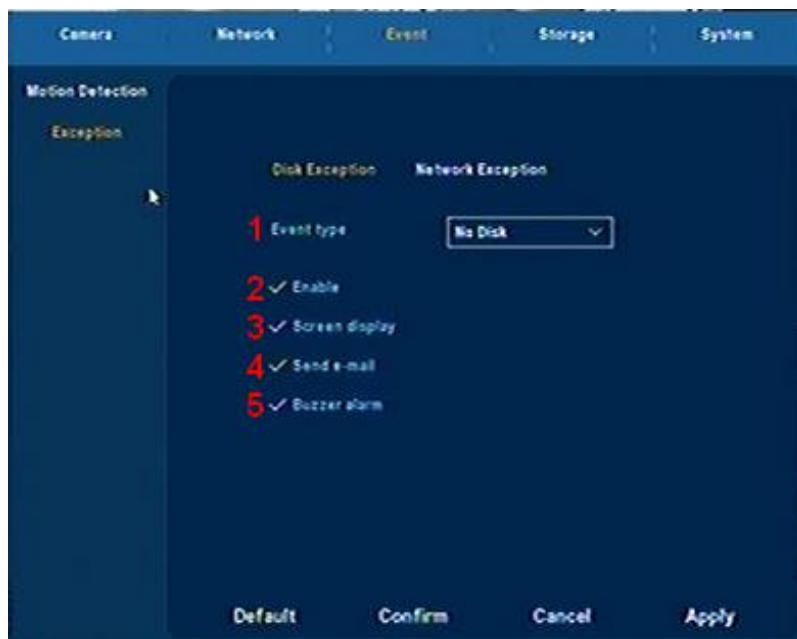 Camera Network Event Storage System
Motion Detection
Exception
Disk Exception Network Exception
1 Event type No Disk
2 Enable
3 Screen display
4 Send e-mail
5 Buzzer alarm
Default Confirm Cancel Apply